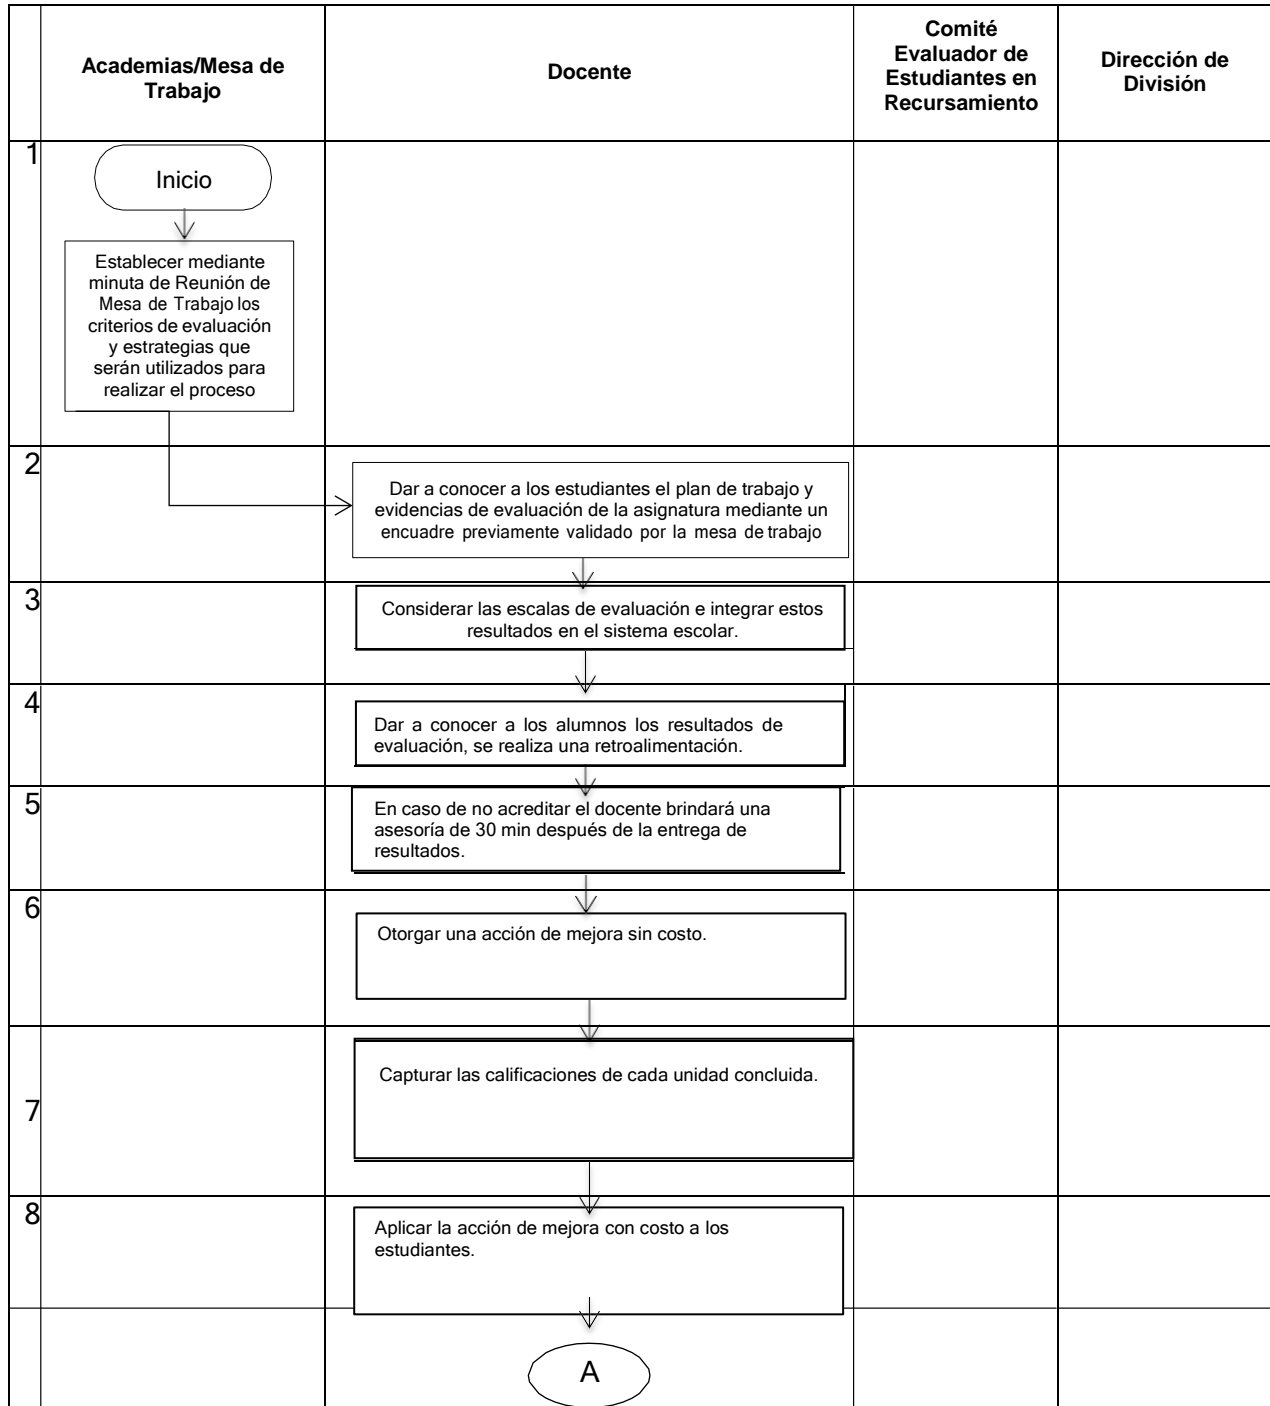 Academias/Mesa de
Trabajo
Docente
Comité
Evaluador de
Estudiantes en
Recursamiento
Dirección de
División
1
Inicio
Establecer mediante
minuta de Reunión de
Mesa de Trabajo los
criterios de evaluación
y estrategias que
serán utilizados para
realizar el proceso
2
Dar a conocer a los estudiantes el plan de trabajo y
evidencias de evaluación de la asignatura mediante un
encuadre previamente validado por la mesa de trabajo
3
Considerar las escalas de evaluación e integrar estos
resultados en el sistema escolar.
4
Dar a conocer a los alumnos los resultados de
evaluación, se realiza una retroalimentación.
5
En caso de no acreditar el docente brindará una
asesoría de 30 min después de la entrega de
resultados.
6
Otorgar una acción de mejora sin costo.
7
Capturar las calificaciones de cada unidad concluida.
8
Aplicar la acción de mejora con costo a los
estudiantes.
A